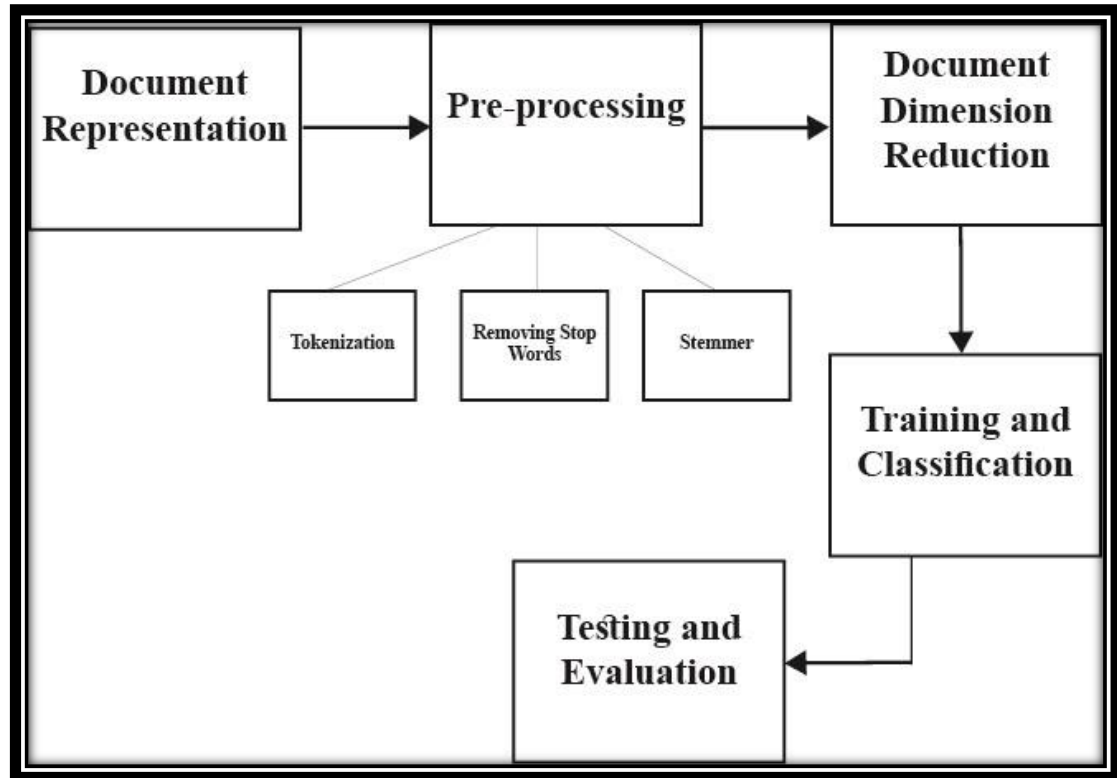 Document
Representation
Pre-processing
Document
Dimension
Reduction
Tokenization
Removing Stop
Words
Stemmer
Training and
Classification
Testing and
Evaluation